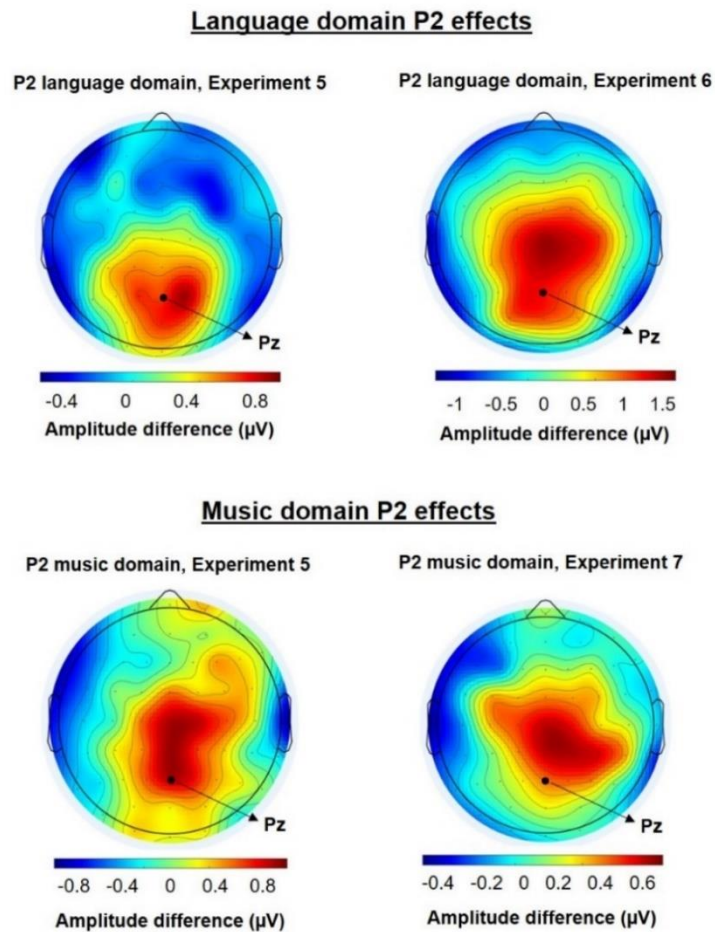 Language domain P2 effects
P2 language domain, Experiment 5
P2 language domain, Experiment 6
Pz
Pz
-0.4 0 0.4 0.8
-1 -0.5 0 0.5 1 1.5
Amplitude difference (µV)
Amplitude difference (µV)
Music domain P2 effects
P2 music domain, Experiment 5
P2 music domain, Experiment 7
Pz
Pz
-0.8 -0.4 0 0.4 0.8
-0.4 -0.2 0 0.2 0.4 0.6
Amplitude difference (µV)
Amplitude difference (µV)